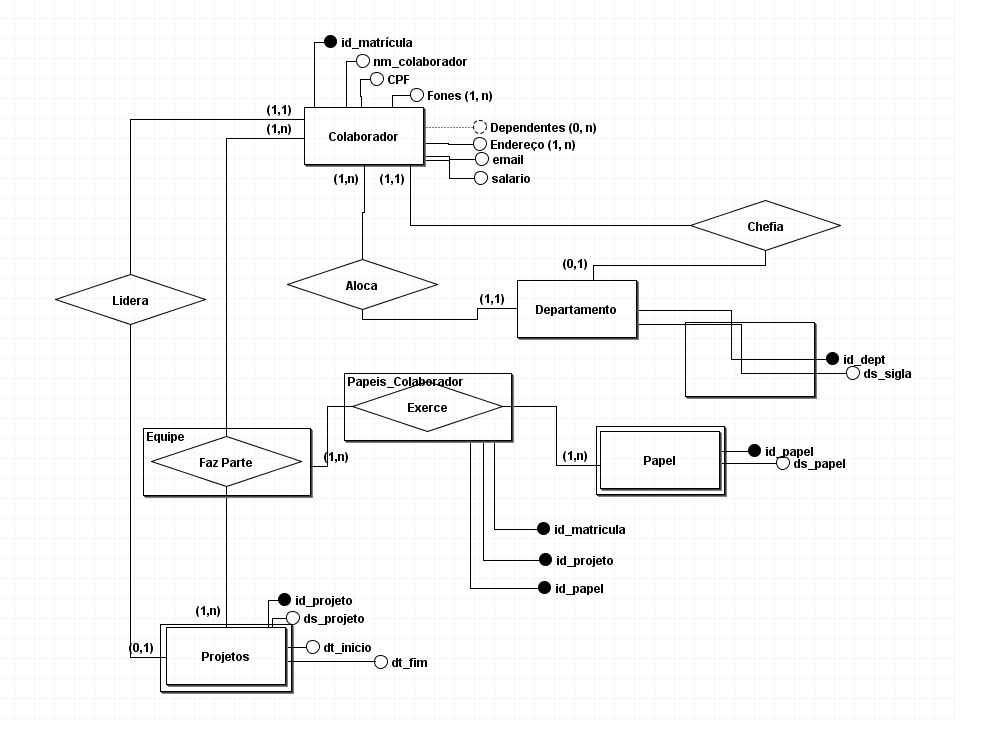 id_matrícula
nm_colaborador
CPF
Fones (1, n)
(1,1)
(1,n)
Colaborador
Dependentes (0, n)
Endereço (1, n)
email
salario
(1,n)
(1,1)
Chefia
(0,1)
Aloca
Lidera
(1,1)
Departamento
id_dept
ds_sigla
Papeis_Colaborador
Exerce
Equipe
Faz Parte
(1,n)
(1,n)
Papel
id_papel
ds_papel
id_matricula
id_projeto
id_papel
(1,n)
id_projeto
ds_projeto
(0,1)
Projetos
dt_inicio
dt_fim